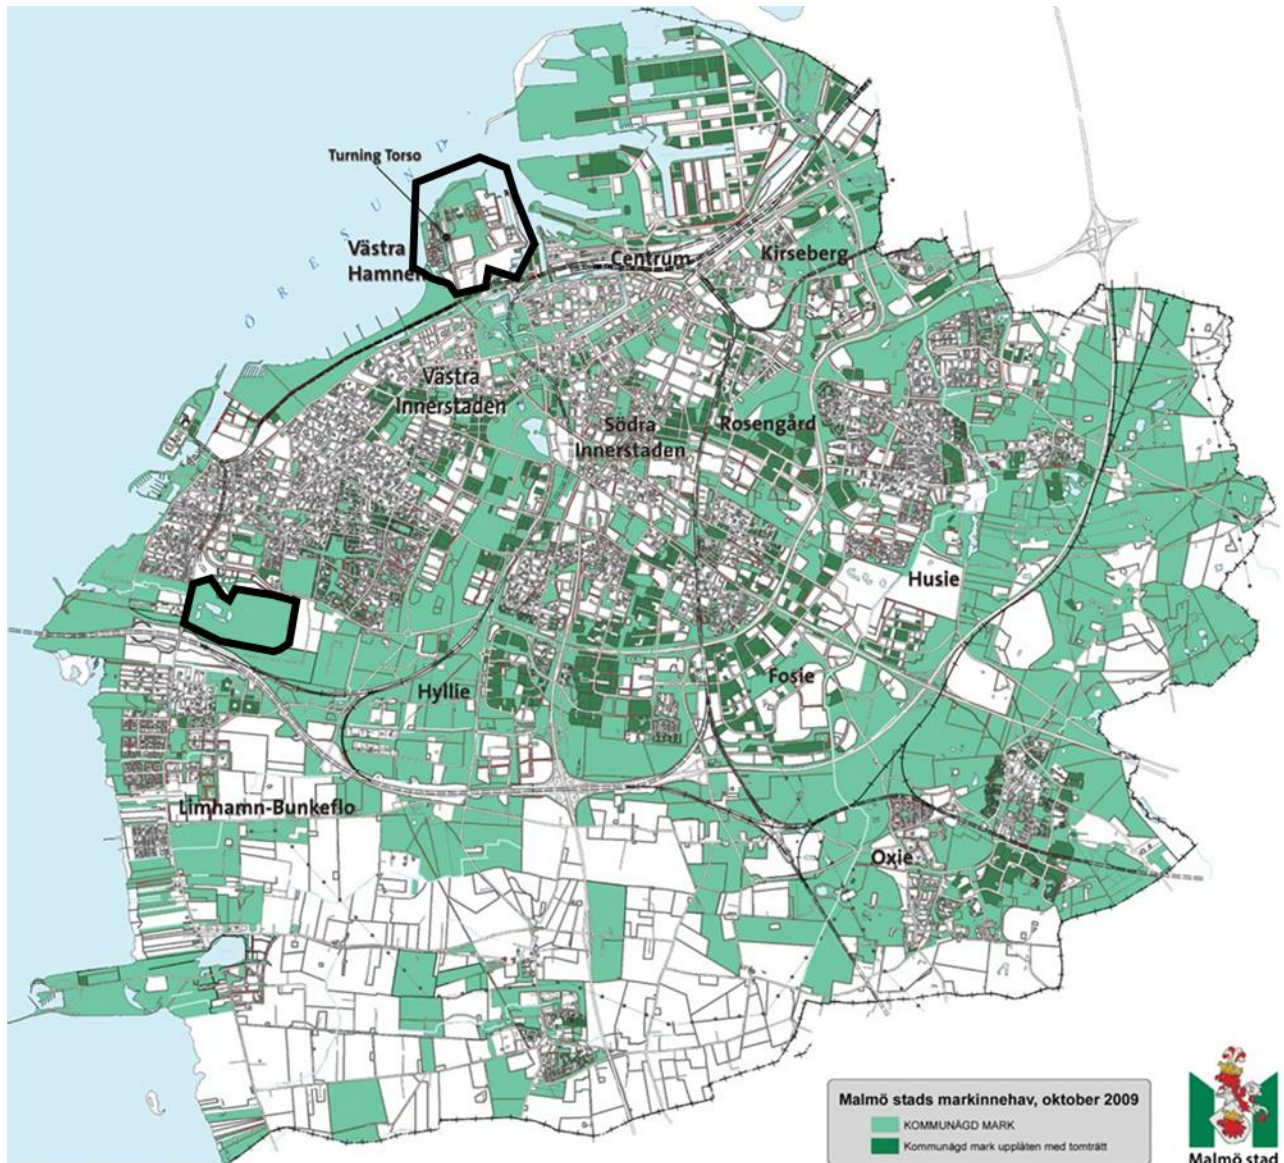 Turning Torso
ÖRESUND
Västra
Hamnen
Centrum
Kirseberg
Västra
Innerstaden
Södra
Innerstaden
Rosengård
Husie
Hyllie
Fosie
Limhamn-Bunkeflo
Oxie
Malmö stads markinnehav, oktober 2009
KOMMUNÄGD MARK
Kommunägd mark upplåten med tomträtt
Malmö stad